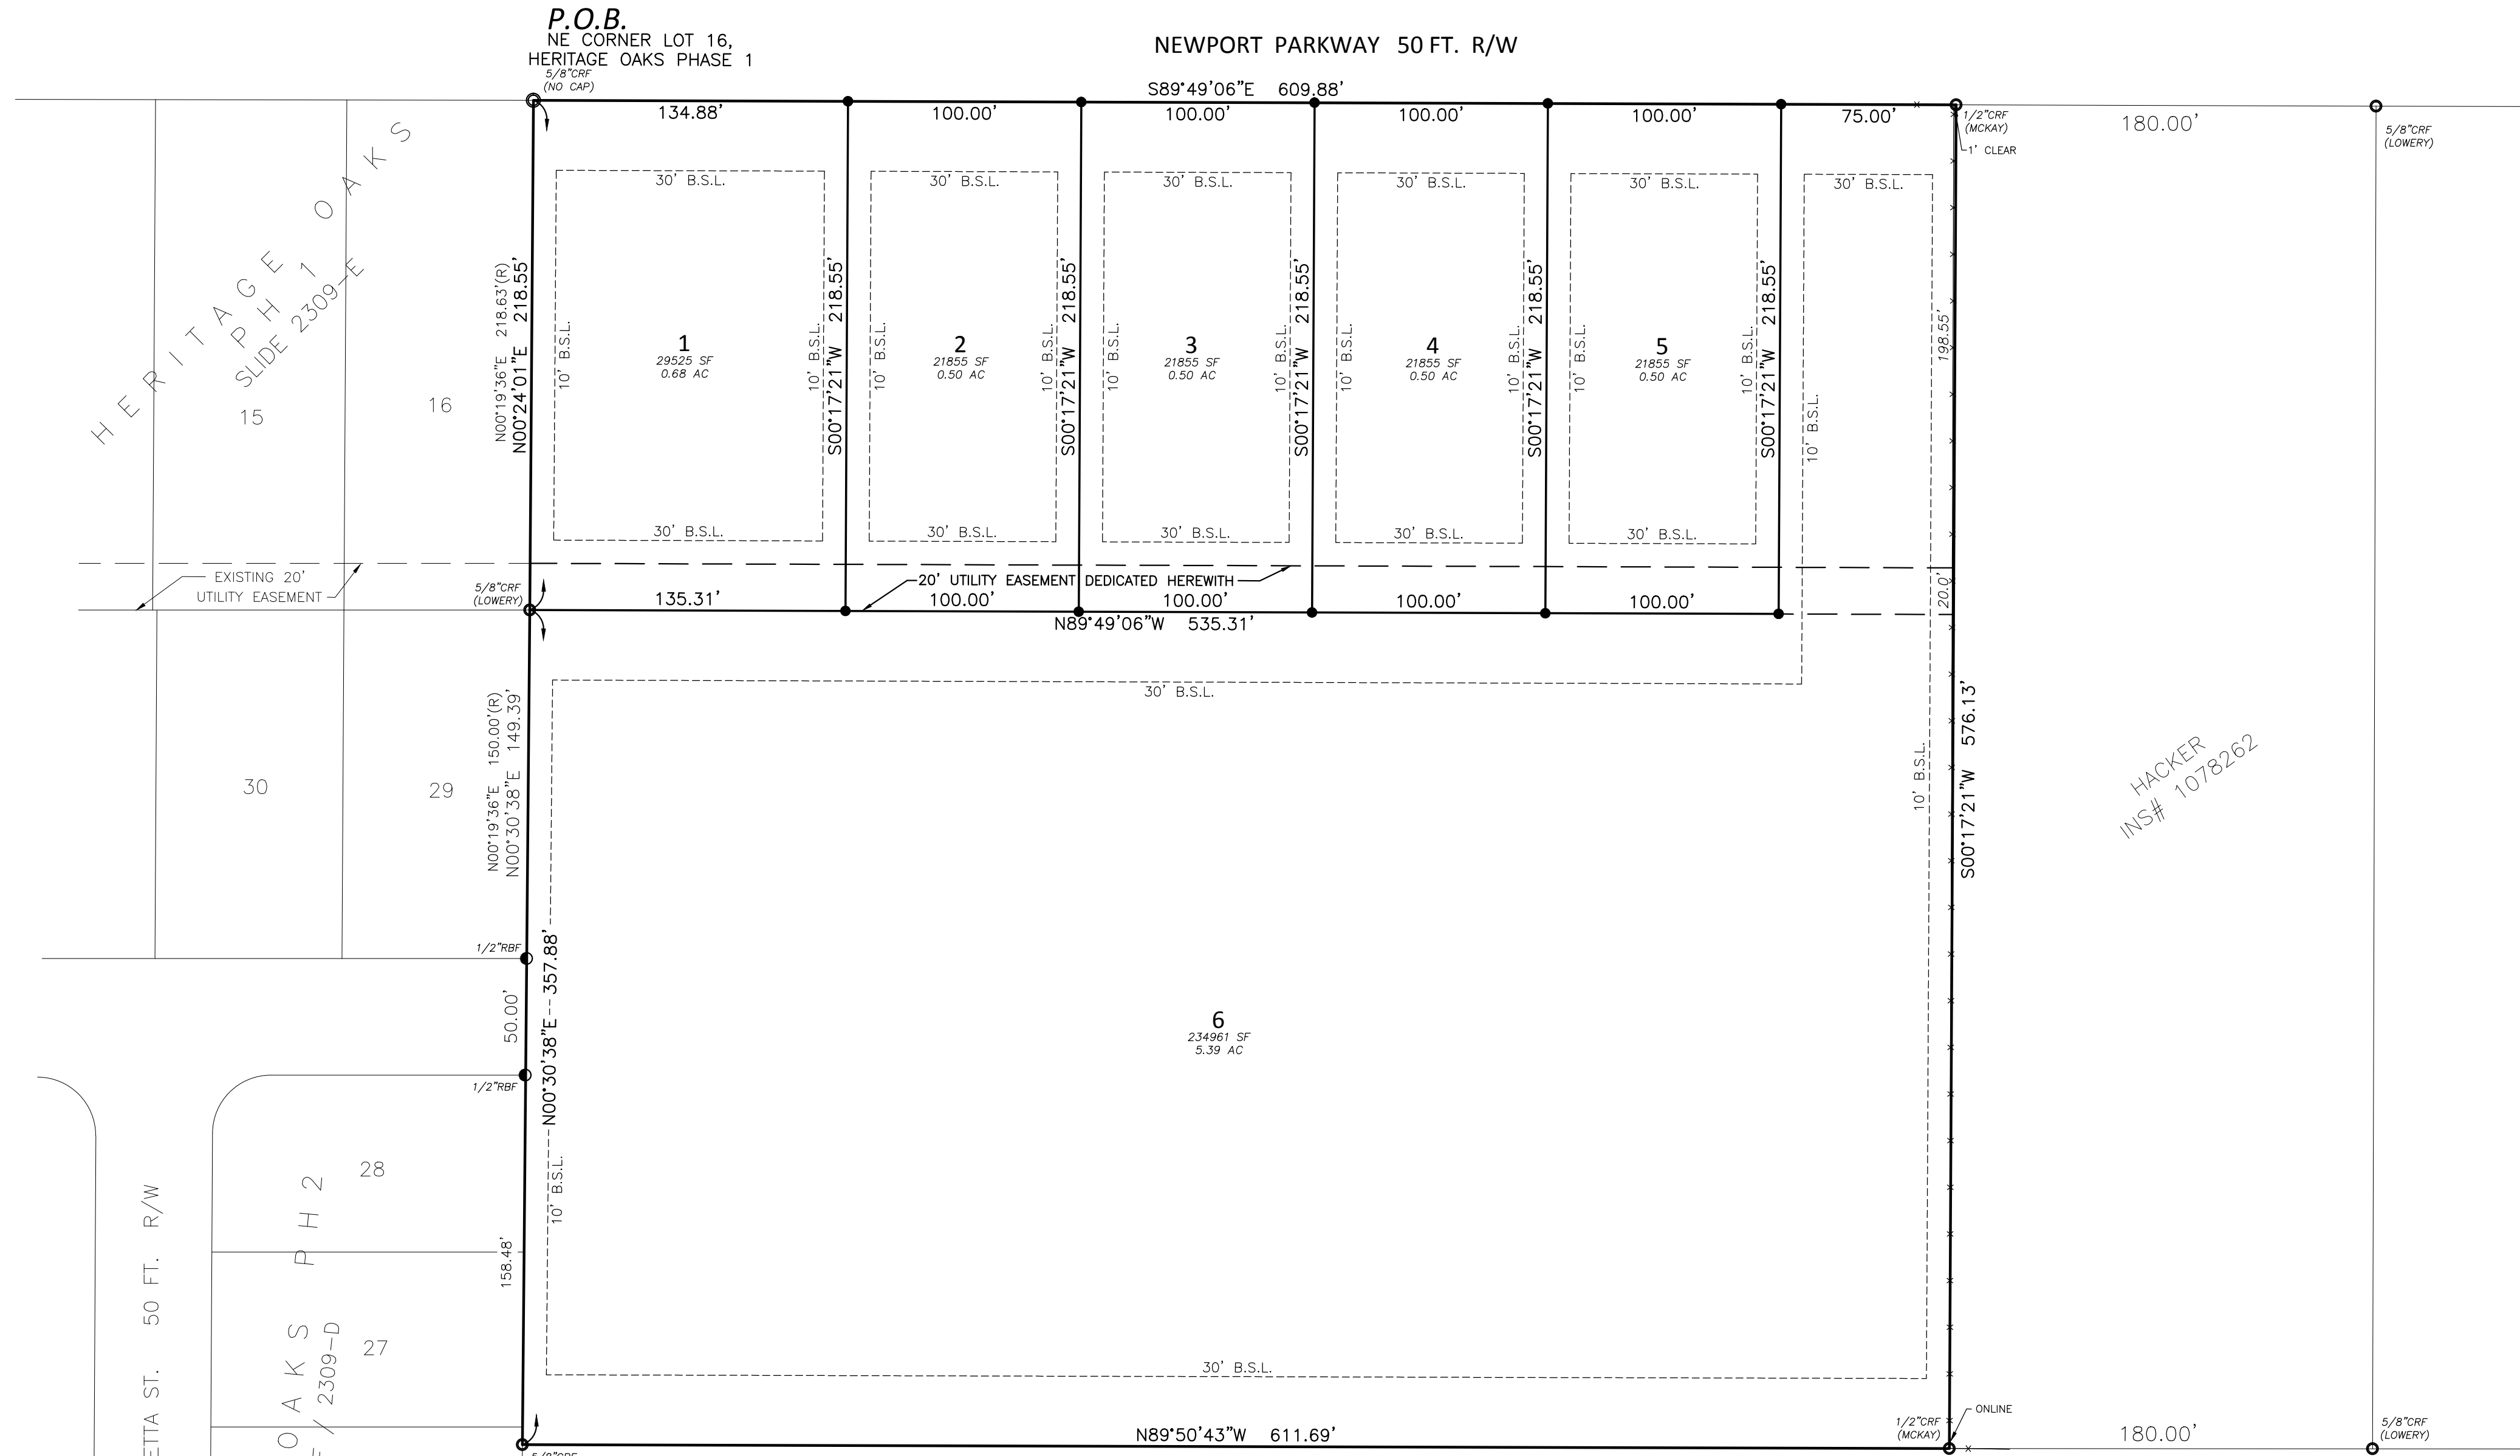 P.O.B.
NE CORNER LOT 16,
HERITAGE OAKS PHASE 1
5/8"CRF
(NO CAP)
NEWPORT PARKWAY 50 FT. R/W
S89°49'06"E 609.88'
134.88'
100.00'
100.00'
100.00'
100.00'
75.00'
1/2"CRF
(MCKAY)
1' CLEAR
180.00'
5/8"CRF
(LOWERY)
HERITAGE OAKS
PH 1
SLIDE 2309-E
15
16
N00°19'36"E 218.63'(R)
N00°24'01"E 218.55'
30' B.S.L.
10' B.S.L.
1
29525 SF
0.68 AC
10' B.S.L.
30' B.S.L.
S00°17'21"W 218.55'
30' B.S.L.
10' B.S.L.
2
21855 SF
0.50 AC
10' B.S.L.
30' B.S.L.
S00°17'21"W 218.55'
30' B.S.L.
10' B.S.L.
3
21855 SF
0.50 AC
10' B.S.L.
30' B.S.L.
S00°17'21"W 218.55'
30' B.S.L.
10' B.S.L.
4
21855 SF
0.50 AC
10' B.S.L.
30' B.S.L.
S00°17'21"W 218.55'
30' B.S.L.
10' B.S.L.
5
21855 SF
0.50 AC
10' B.S.L.
30' B.S.L.
S00°17'21"W 218.55'
30' B.S.L.
10' B.S.L.
198.55'
20.0'
EXISTING 20'
UTILITY EASEMENT
5/8"CRF
(LOWERY)
20' UTILITY EASEMENT DEDICATED HEREWITH
135.31'
100.00'
100.00'
100.00'
100.00'
N89°49'06"W 535.31'
30' B.S.L.
30
29
N00°19'36"E 150.00'(R)
N00°30'38"E 149.39'
10' B.S.L.
S00°17'21"W 576.13'
HACKER
INS# 1078262
1/2"RBF
50.00'
1/2"RBF
N00°30'38"E 357.88'
6
234961 SF
5.39 AC
10' B.S.L.
28
27
158.48'
ETTA ST. 50 FT. R/W
OAKS PH2
2309-D
30' B.S.L.
N89°50'43"W 611.69'
1/2"CRF
(MCKAY)
ONLINE
180.00'
5/8"CRF
(LOWERY)